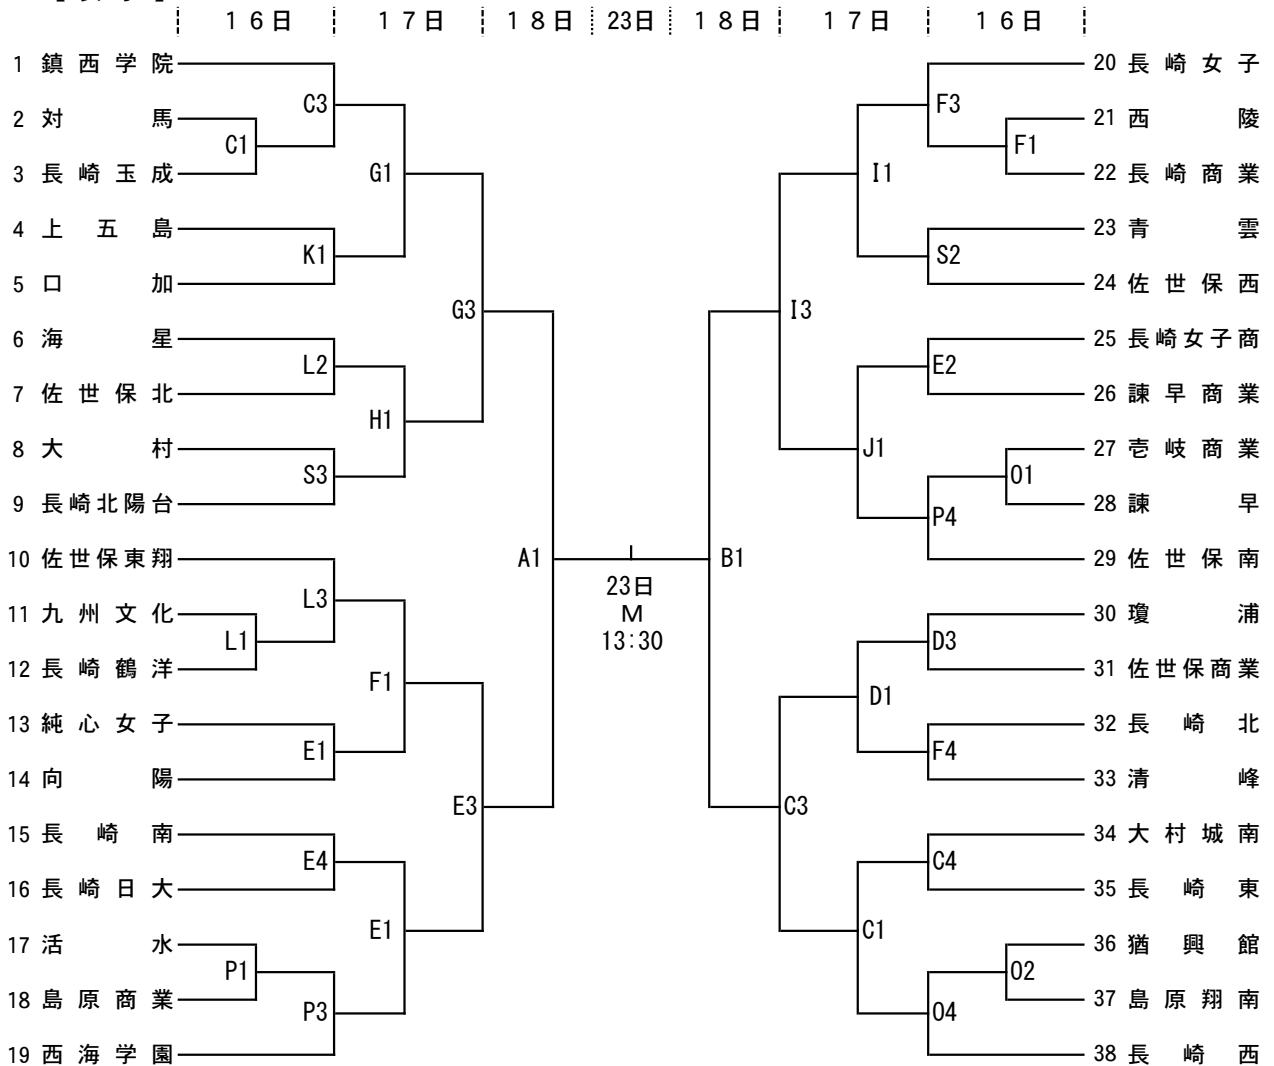 16日 17日 18日 23日 18日 17日 16日
1 鎮西学院
2 対馬
3 長崎玉成
4 上五島
5 口加
6 海星
7 佐世保北
8 大村
9 長崎北陽台
10 佐世保東翔
11 九州文化
12 長崎鶴洋
13 純心女子
14 向陽
15 長崎南
16 長崎日大
17 活水
18 島原商業
19 西海学園
C3
C1
G1
K1
G3
L2
H1
S3
A1
L3
L1
F1
E1
E3
E4
E1
P1
P3
23日
M
13:30
F3
F1
I1
S2
I3
E2
J1
O1
P4
B1
D3
D1
F4
C3
C4
C1
O2
O4
20 長崎女子
21 西陵
22 長崎商業
23 青雲
24 佐世保西
25 長崎女子商
26 諫早商業
27 壱岐商業
28 諫早
29 佐世保南
30 瓊浦
31 佐世保商業
32 長崎北
33 清峰
34 大村城南
35 長崎東
36 猶興館
37 島原翔南
38 長崎西